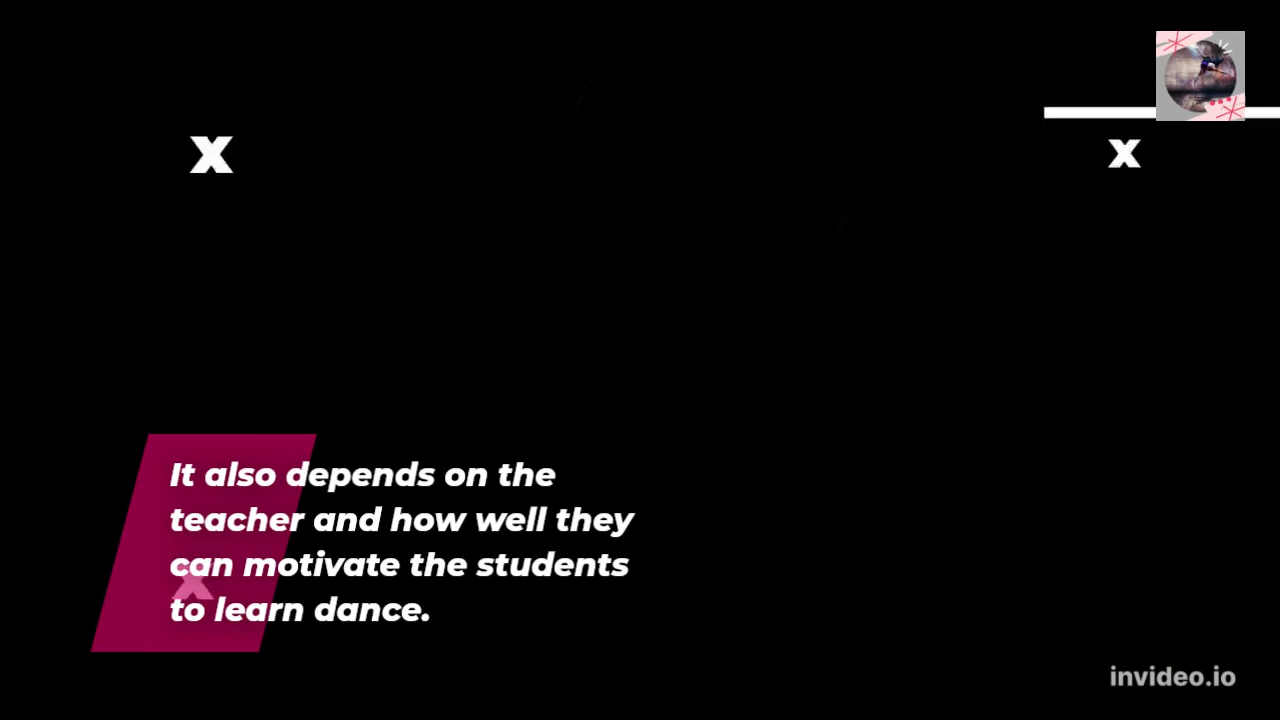 x
x
It also depends on the
teacher and how well they
can motivate the students
to learn dance.
x
invideo.io